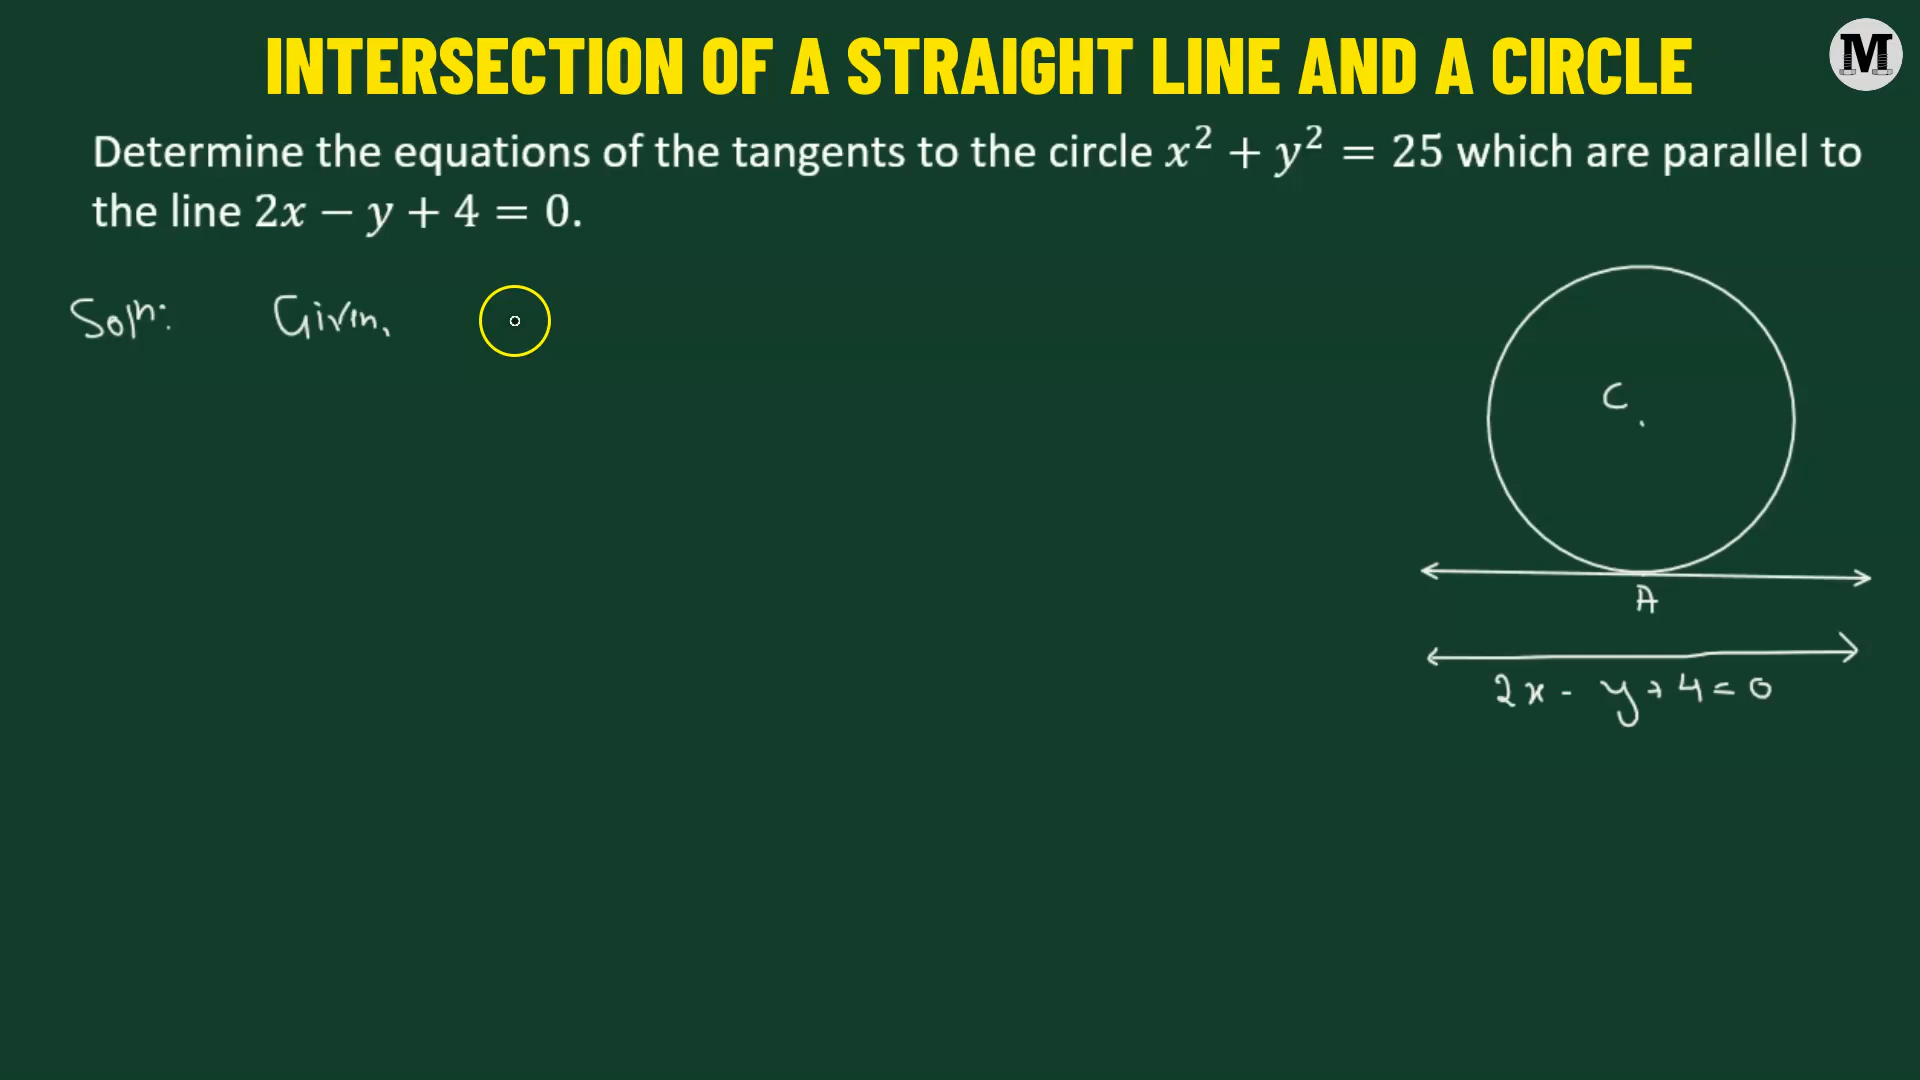 INTERSECTION OF A STRAIGHT LINE AND A CIRCLE
M
Determine the equations of the tangents to the circle x² + y² = 25 which are parallel to
the line 2x − y + 4 = 0.
Soln: Given,
C
A
2x - y + 4 = 0